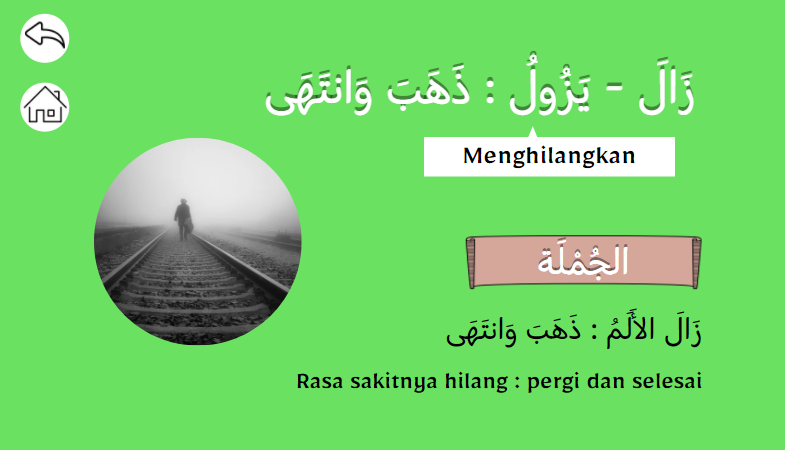 زَالَ - يَزُولُ : ذَهَبَ وَانتَهَى
Menghilangkan
الجُمْلَة
زَالَ الأَلَمُ : ذَهَبَ وَانتَهَى
Rasa sakitnya hilang : pergi dan selesai